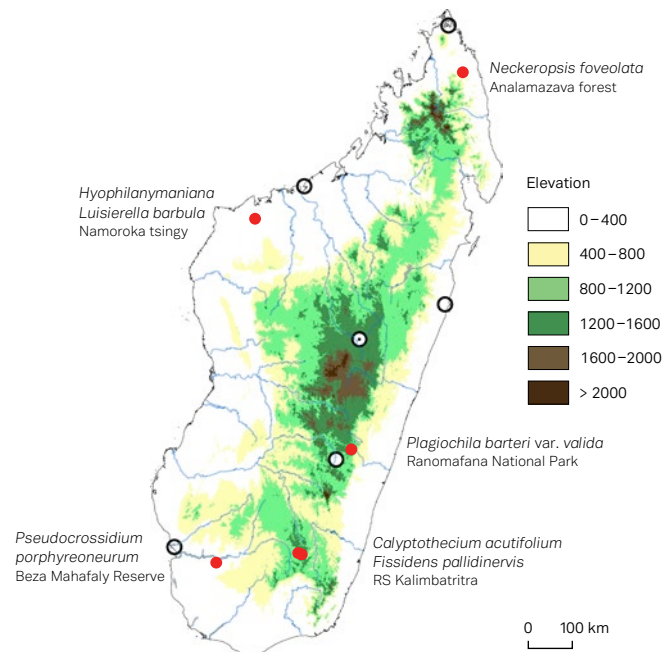 Neckeropsis foveolata
Analamazava forest
Hyophilanymaniana
Luisierella barbula
Namoroka tsingy
Elevation
0–400
400–800
800–1200
1200–1600
1600–2000
> 2000
Plagiochila barteri var. valida
Ranomafana National Park
Pseudocrossidium
porphyreoneurum
Beza Mahafaly Reserve
Calyptothecium acutifolium
Fissidens pallidinervis
RS Kalimbatritra
0 100 km